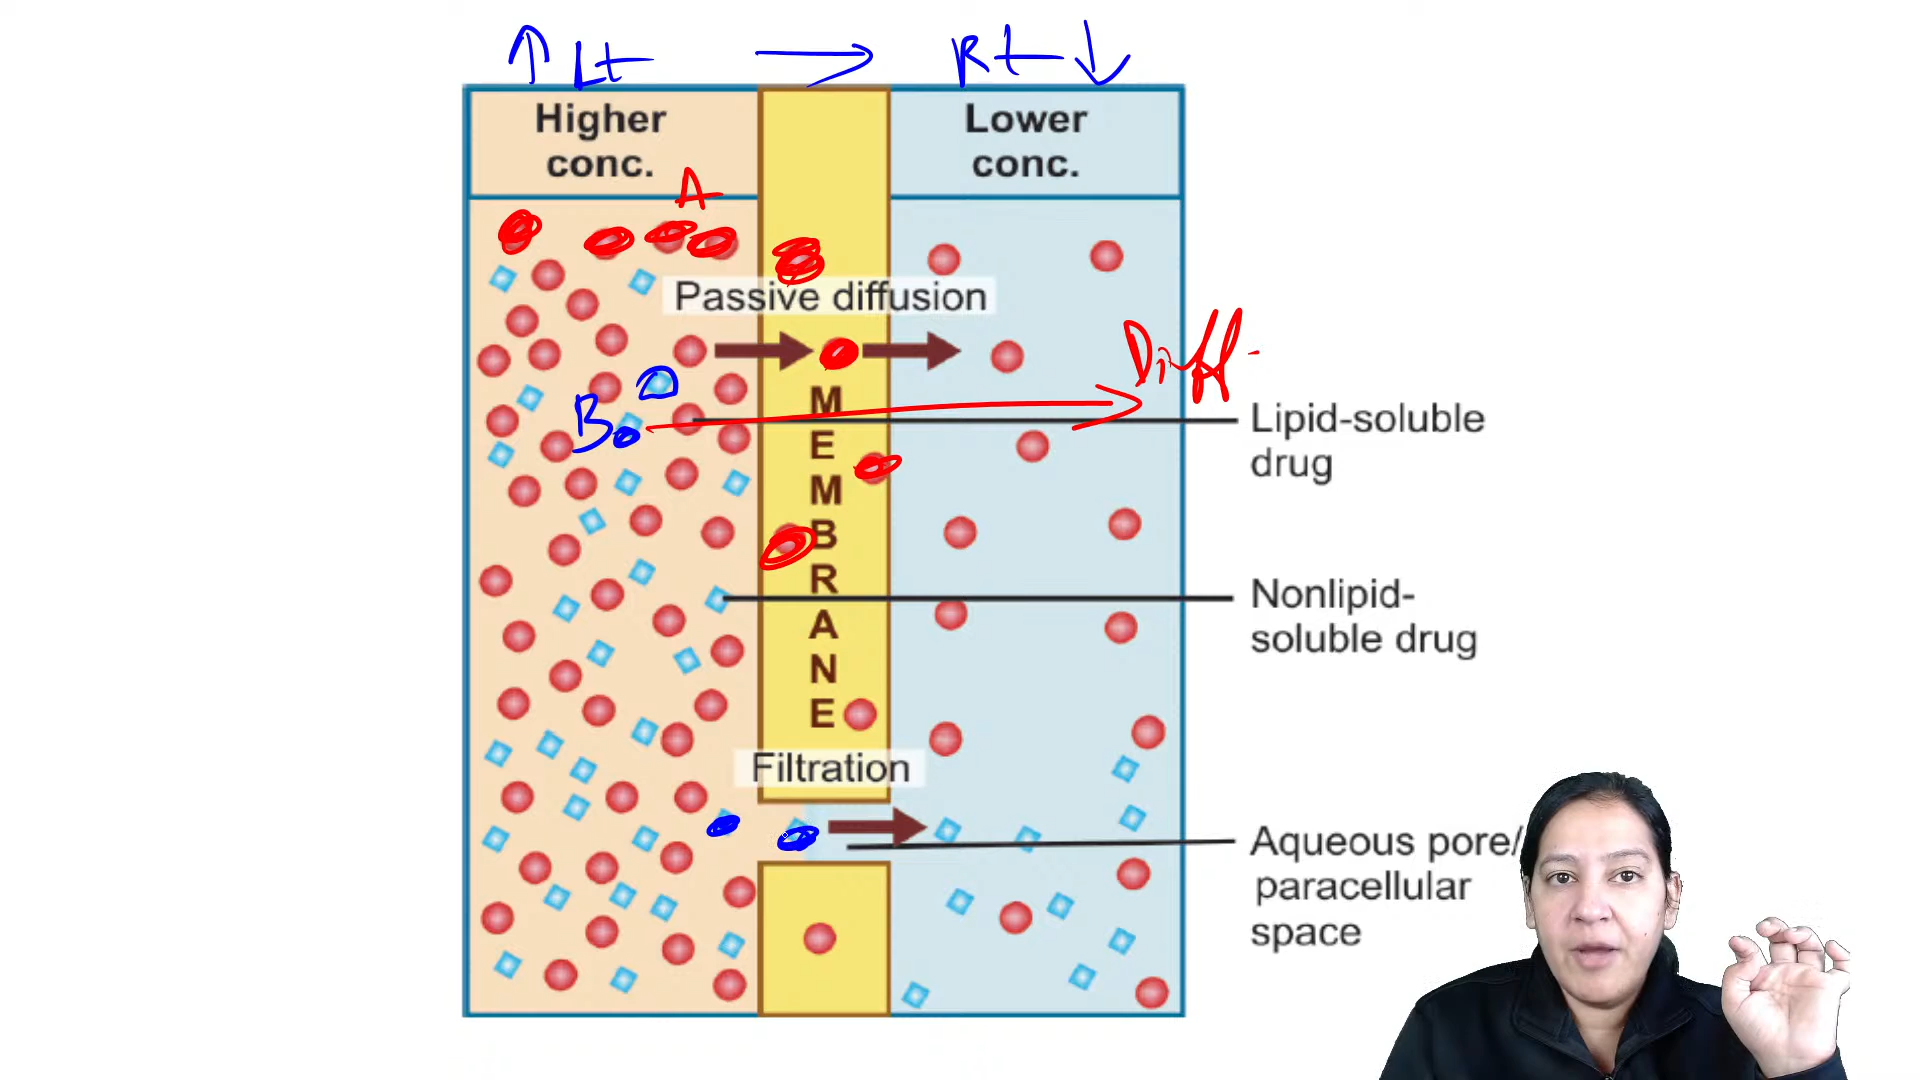 ↑ Lt → Rt ↓
Higher
conc.
Lower
conc.
A
Passive diffusion
Diff.
B
Lipid-soluble
drug
MEMBRANE
Nonlipid-
soluble drug
Filtration
Aqueous pore/
paracellular
space